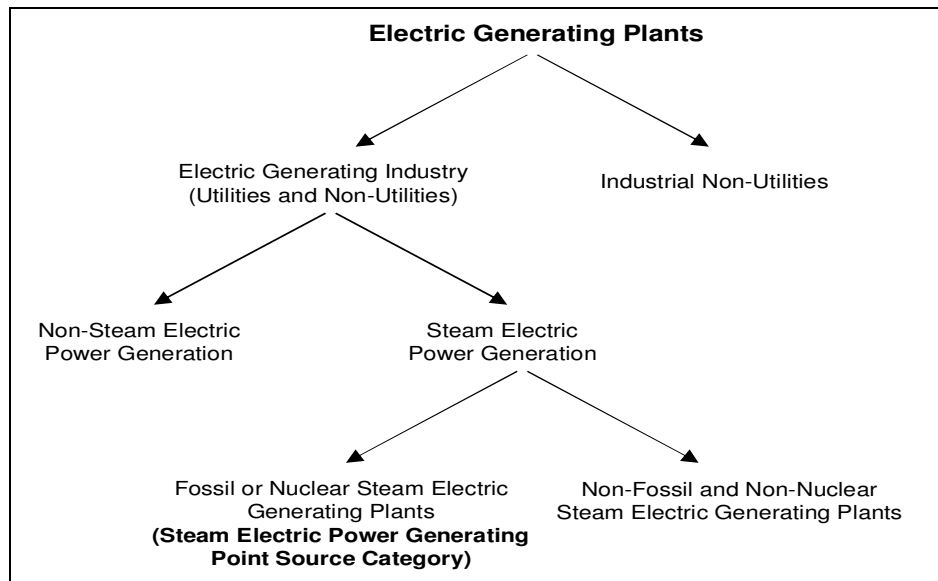 Electric Generating Plants
Electric Generating Industry
(Utilities and Non-Utilities)
Industrial Non-Utilities
Non-Steam Electric
Power Generation
Steam Electric
Power Generation
Fossil or Nuclear Steam Electric
Generating Plants
(Steam Electric Power Generating
Point Source Category)
Non-Fossil and Non-Nuclear
Steam Electric Generating Plants